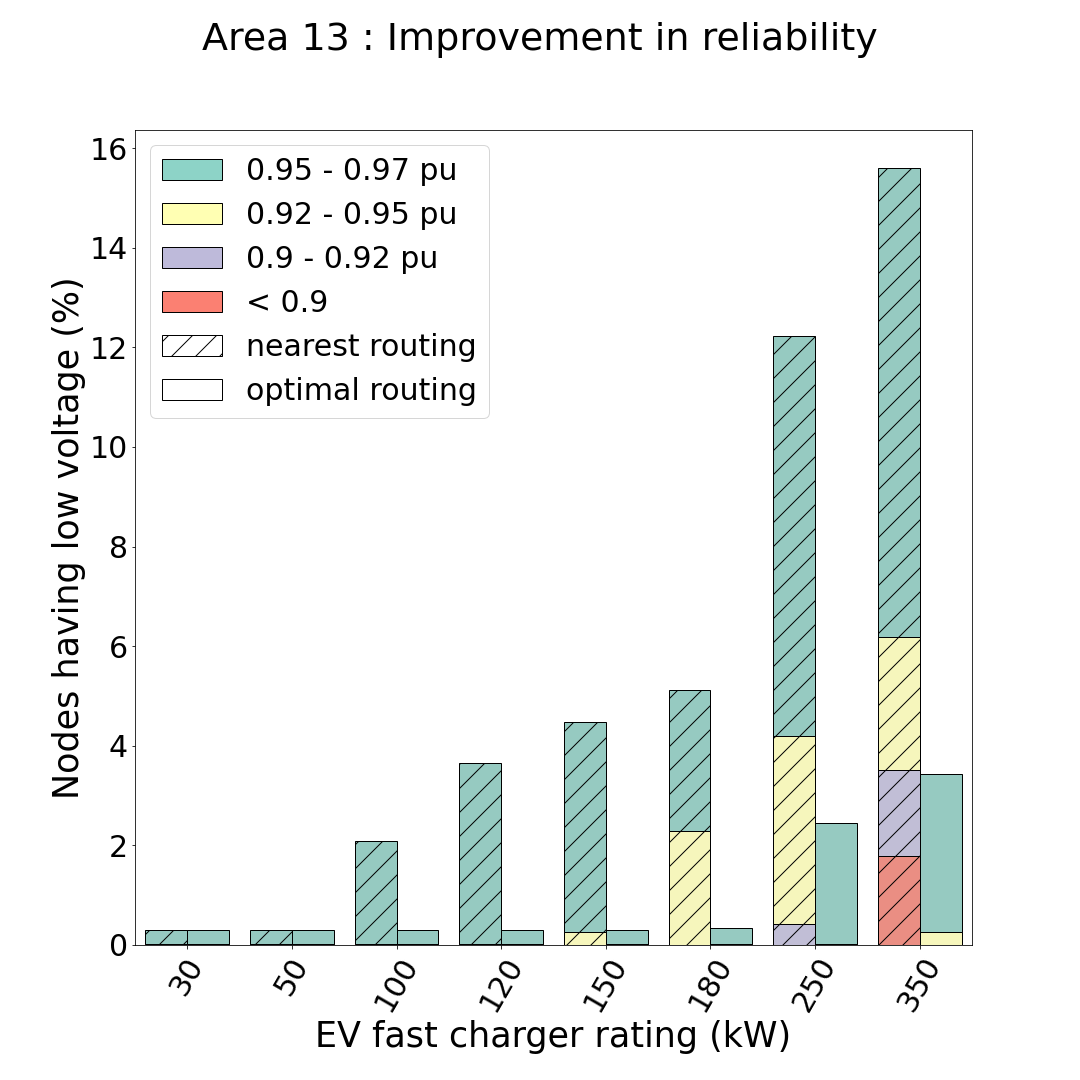 Area 13 : Improvement in reliability
0.95 - 0.97 pu
0.92 - 0.95 pu
0.9 - 0.92 pu
< 0.9
nearest routing
optimal routing
Nodes having low voltage (%)
16
14
12
10
8
6
4
2
0
30 50 100 120 150 180 250 350
EV fast charger rating (kW)